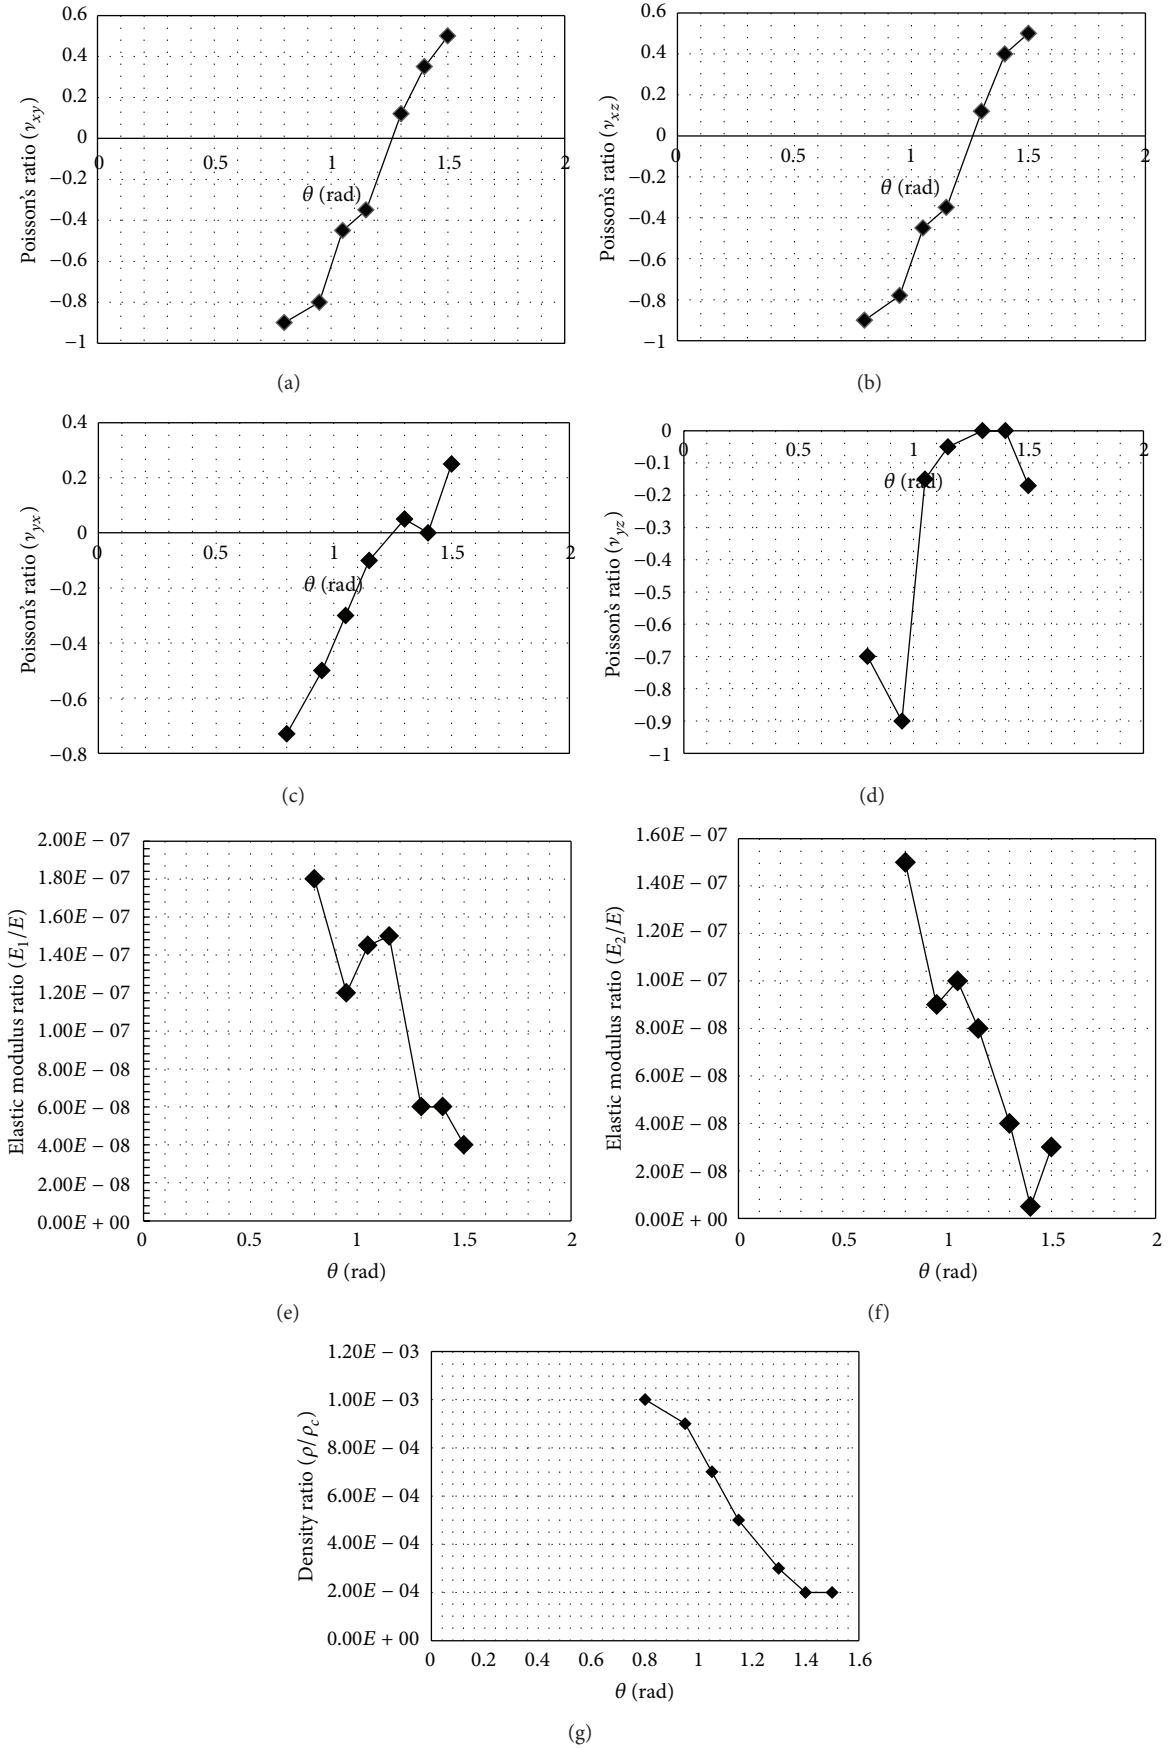 0.6
0.4
0.2
0
−0.2
−0.4
−0.6
−0.8
−1
0 0.5 1 1.5 2
θ (rad)
Poisson's ratio (ν_xy)
(a)
0.6
0.4
0.2
0
−0.2
−0.4
−0.6
−0.8
−1
0 0.5 1 1.5 2
θ (rad)
Poisson's ratio (ν_xz)
(b)
0.4
0.2
0
−0.2
−0.4
−0.6
−0.8
0 0.5 1 1.5 2
θ (rad)
Poisson's ratio (ν_yx)
(c)
0
−0.1
−0.2
−0.3
−0.4
−0.5
−0.6
−0.7
−0.8
−0.9
−1
0 0.5 1 1.5 2
θ (rad)
Poisson's ratio (ν_yz)
(d)
2.00E − 07
1.80E − 07
1.60E − 07
1.40E − 07
1.20E − 07
1.00E − 07
8.00E − 08
6.00E − 08
4.00E − 08
2.00E − 08
0.00E + 00
0 0.5 1 1.5 2
θ (rad)
Elastic modulus ratio (E₁/E)
(e)
1.60E − 07
1.40E − 07
1.20E − 07
1.00E − 07
8.00E − 08
6.00E − 08
4.00E − 08
2.00E − 08
0.00E + 00
0 0.5 1 1.5 2
θ (rad)
Elastic modulus ratio (E₂/E)
(f)
1.20E − 03
1.00E − 03
8.00E − 04
6.00E − 04
4.00E − 04
2.00E − 04
0.00E + 00
0 0.2 0.4 0.6 0.8 1 1.2 1.4 1.6
θ (rad)
Density ratio (ρ/ρ_c)
(g)